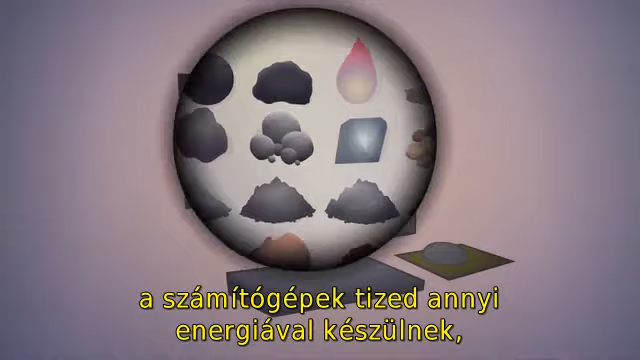 a számítógépek tized annyi
energiával készülnek,